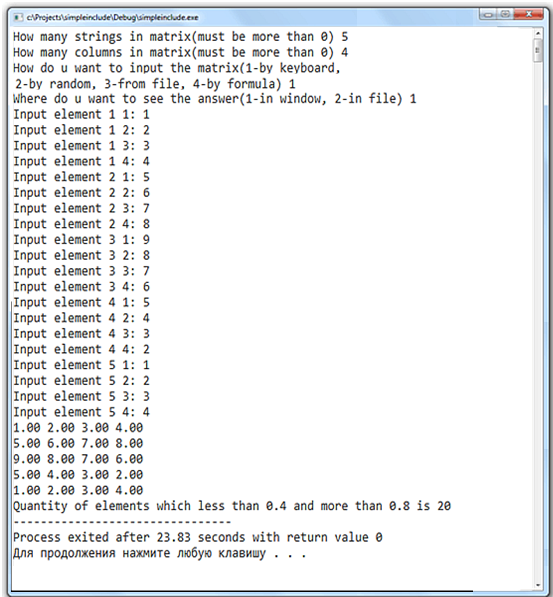 c:\Projects\simpleinclude\Debug\simpleinclude.exe
How many strings in matrix(must be more than 0) 5
How many columns in matrix(must be more than 0) 4
How do u want to input the matrix(1-by keyboard,
2-by random, 3-from file, 4-by formula) 1
Where do u want to see the answer(1-in window, 2-in file) 1
Input element 1 1: 1
Input element 1 2: 2
Input element 1 3: 3
Input element 1 4: 4
Input element 2 1: 5
Input element 2 2: 6
Input element 2 3: 7
Input element 2 4: 8
Input element 3 1: 9
Input element 3 2: 8
Input element 3 3: 7
Input element 3 4: 6
Input element 4 1: 5
Input element 4 2: 4
Input element 4 3: 3
Input element 4 4: 2
Input element 5 1: 1
Input element 5 2: 2
Input element 5 3: 3
Input element 5 4: 4
1.00 2.00 3.00 4.00
5.00 6.00 7.00 8.00
9.00 8.00 7.00 6.00
5.00 4.00 3.00 2.00
1.00 2.00 3.00 4.00
Quantity of elements which less than 0.4 and more than 0.8 is 20
--------------------------------
Process exited after 23.83 seconds with return value 0
Для продолжения нажмите любую клавишу . . .